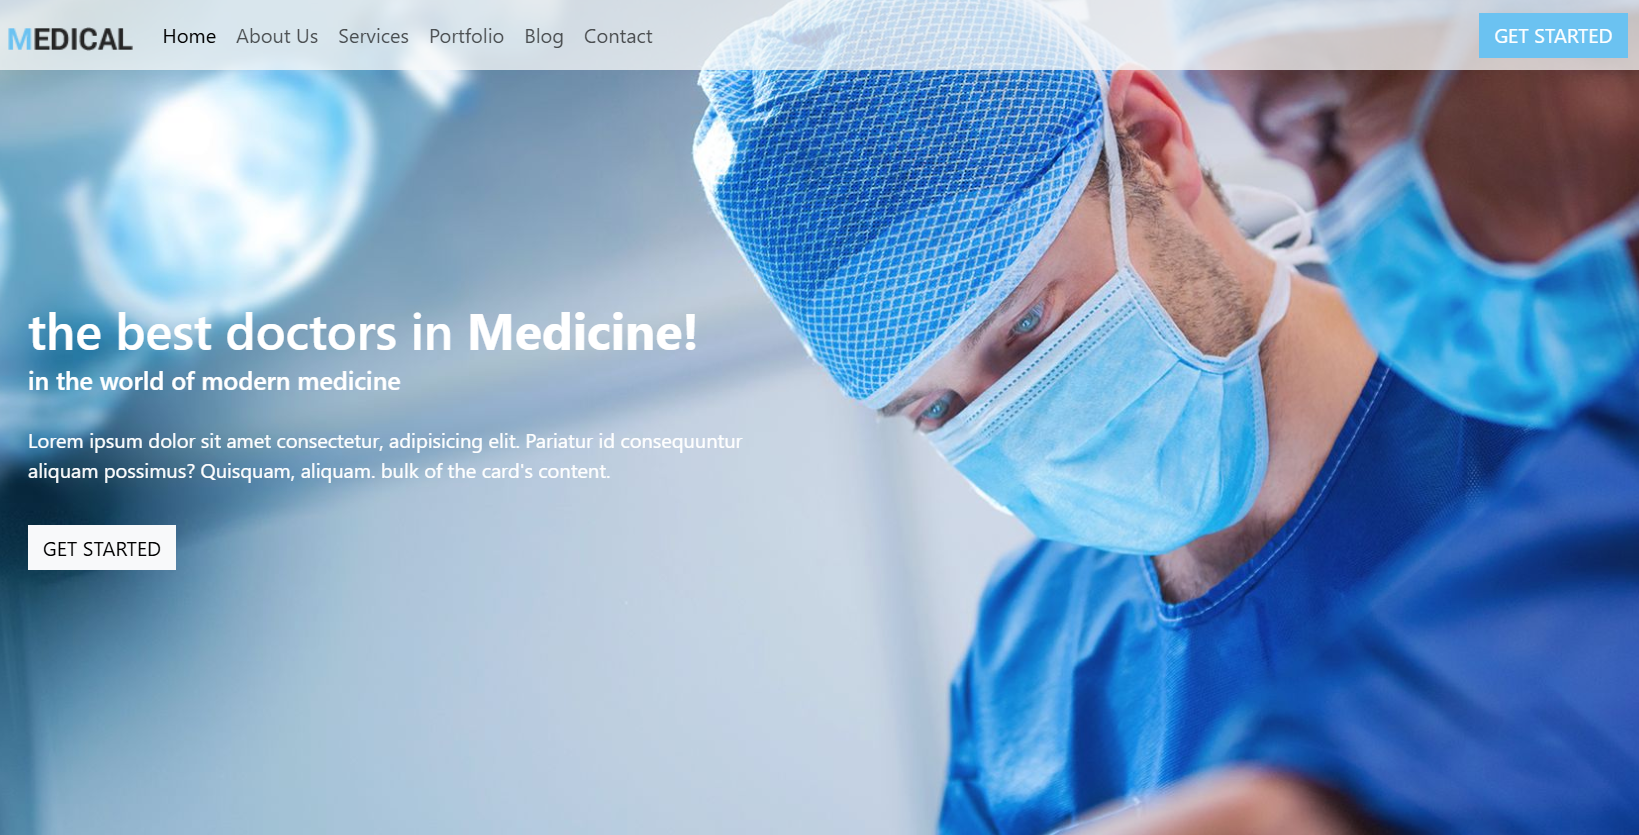 MEDICAL Home About Us Services Portfolio Blog Contact GET STARTED
the best doctors in Medicine!
in the world of modern medicine
Lorem ipsum dolor sit amet consectetur, adipisicing elit. Pariatur id consequuntur
aliquam possimus? Quisquam, aliquam. bulk of the card's content.
GET STARTED